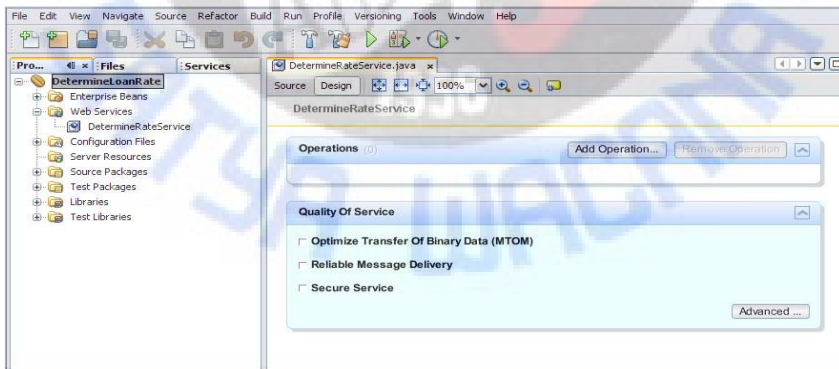 File Edit View Navigate Source Refactor Build Run Profile Versioning Tools Window Help
Pro... Files Services
DetermineLoanRate
Enterprise Beans
Web Services
DetermineRateService
Configuration Files
Server Resources
Source Packages
Test Packages
Libraries
Test Libraries
DetermineRateService.java x
Source Design 100%
DetermineRateService
Operations (0) Add Operation... Remove Operation
Quality Of Service
Optimize Transfer Of Binary Data (MTOM)
Reliable Message Delivery
Secure Service
Advanced ...
WACANA
1956